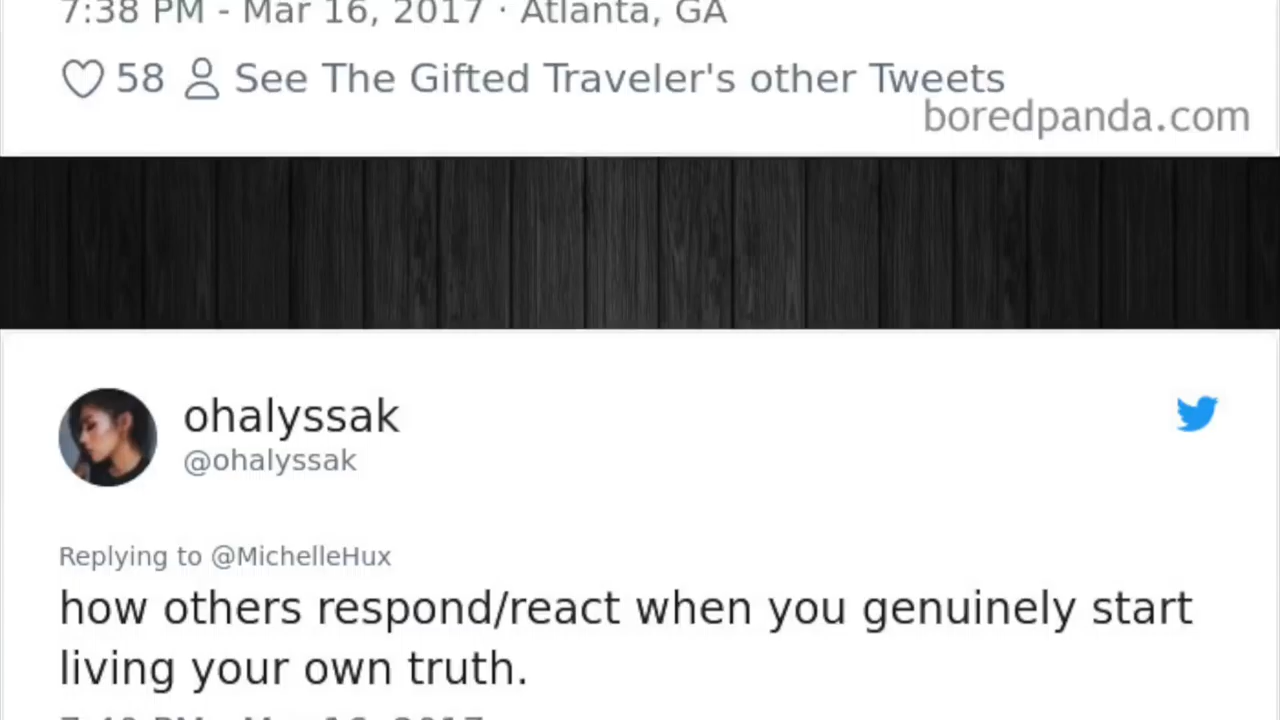 7:38 PM - Mar 16, 2017 · Atlanta, GA
58 See The Gifted Traveler's other Tweets
boredpanda.com
ohalyssak
@ohalyssak
Replying to @MichelleHux
how others respond/react when you genuinely start
living your own truth.